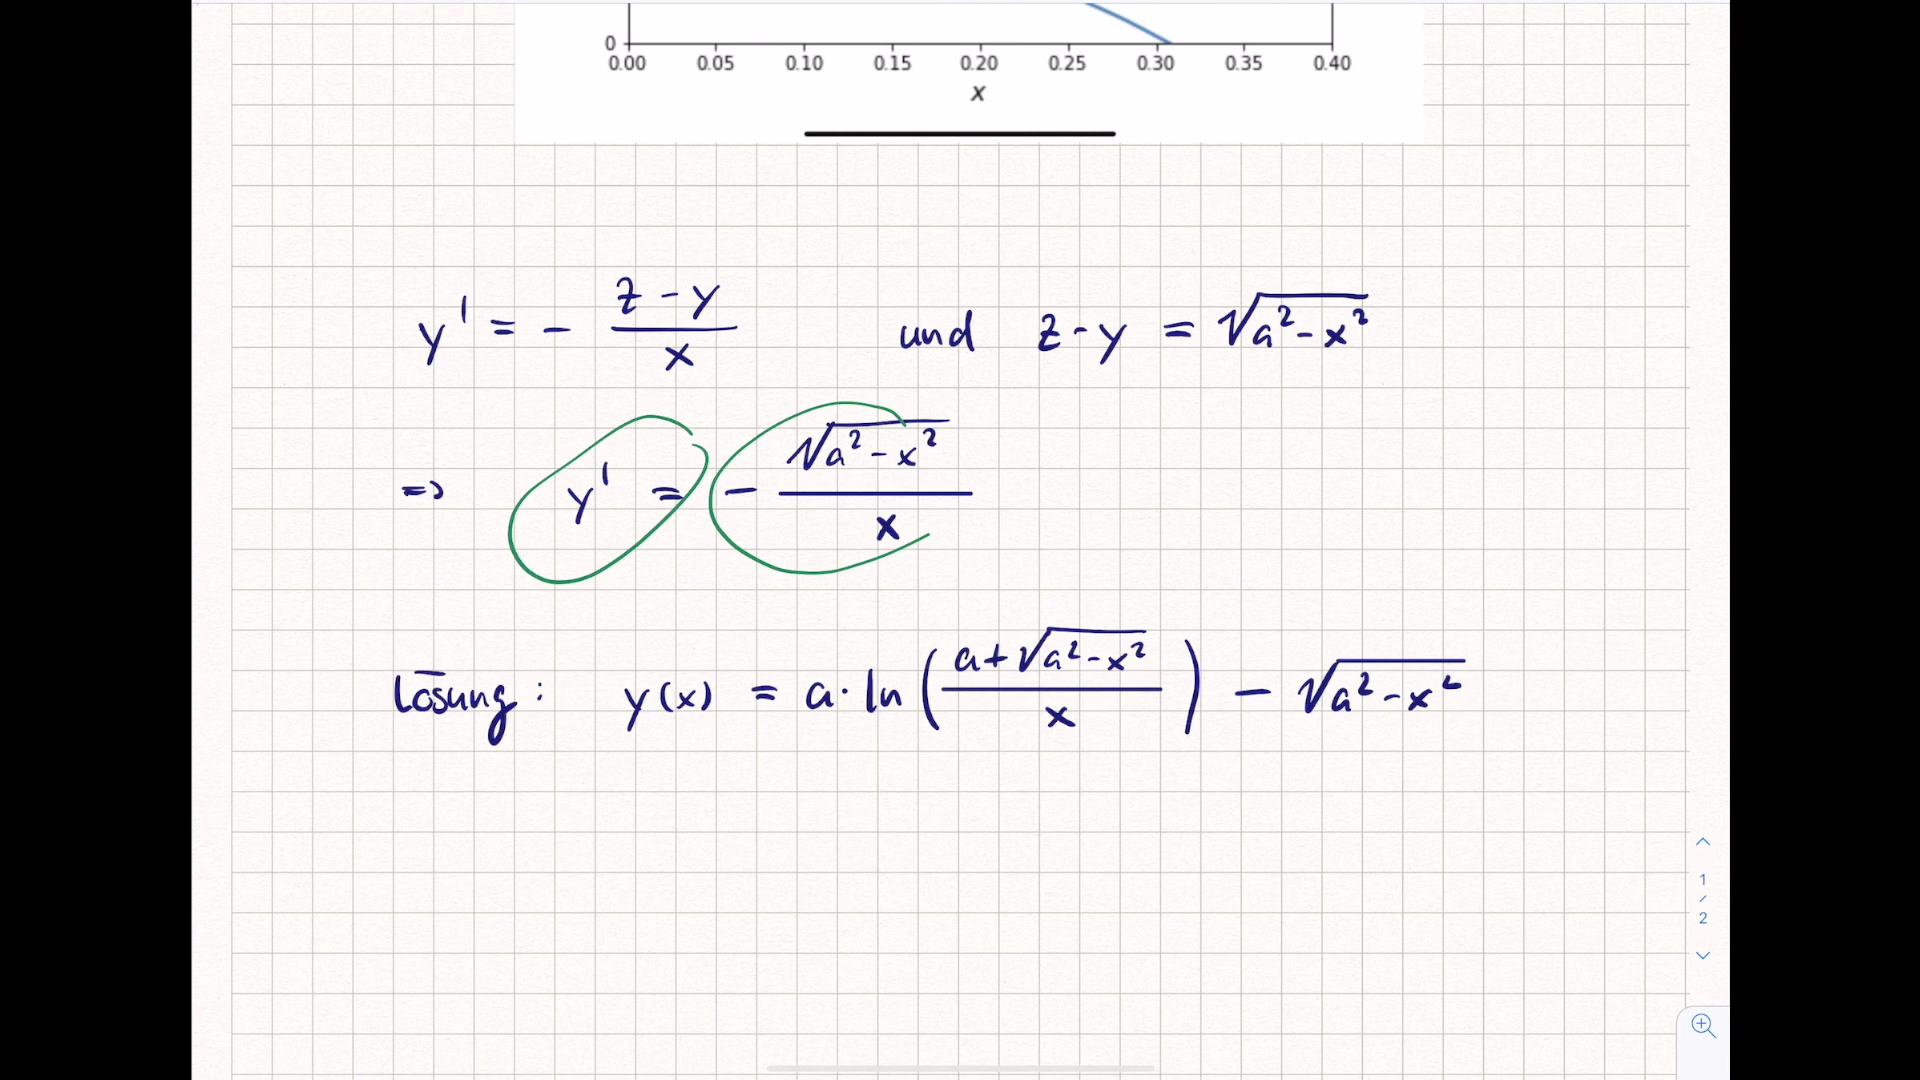 0
0.00 0.05 0.10 0.15 0.20 0.25 0.30 0.35 0.40
x
y' = - (z - y)/x und z - y = √(a² - x²)
⇒ y' = - √(a² - x²)/x
Lösung: y(x) = a · ln((a + √(a² - x²))/x) - √(a² - x²)
1
/
2